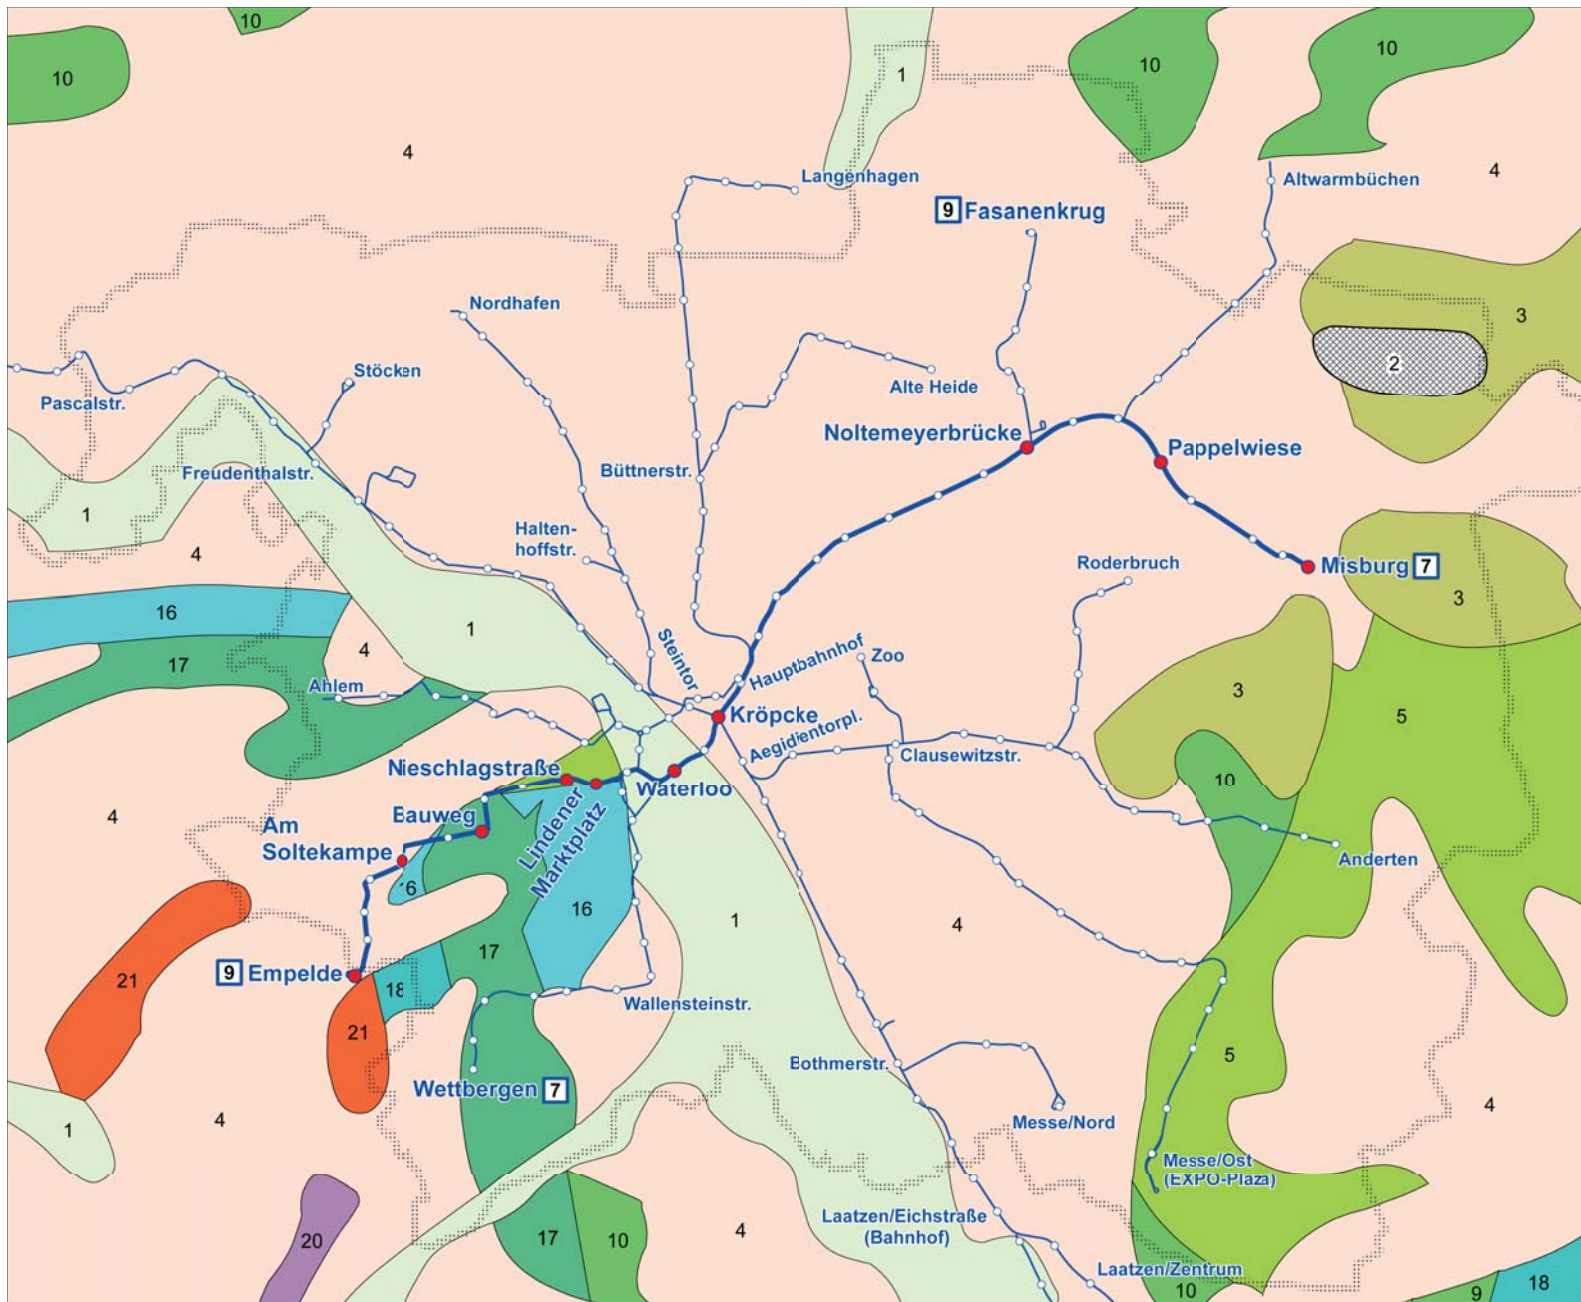 10
10
1
10
10
4
4
Langenhagen
Altwarmbüchen
9 Fasanenkrug
Nordhafen
3
2
Stöcken
Alte Heide
Pascalstr.
Noltemeyerbrücke
Pappelwiese
Freudenthalstr.
Büttnerstr.
1
4
Halten-
hoffstr.
Roderbruch
Misburg 7
3
16
1
4
17
Steintor
Hauptbahnhof
Zoo
Ahlem
3
Kröpcke
Aegidientorpl.
5
Clausewitzstr.
Nieschlagstraße
10
Waterloo
4
Bauweg
Am
Soltekampe
Lindener
Marktplatz
Anderten
16
16
1
4
17
21
9 Empelde
18
Wallensteinstr.
21
5
Bothmerstr.
Wettbergen 7
4
Messe/Nord
1
4
Messe/Ost
(EXPO-Plaza)
Laatzen/Eichstraße
(Bahnhof)
20
17
10
4
Laatzen/Zentrum
10
9
18